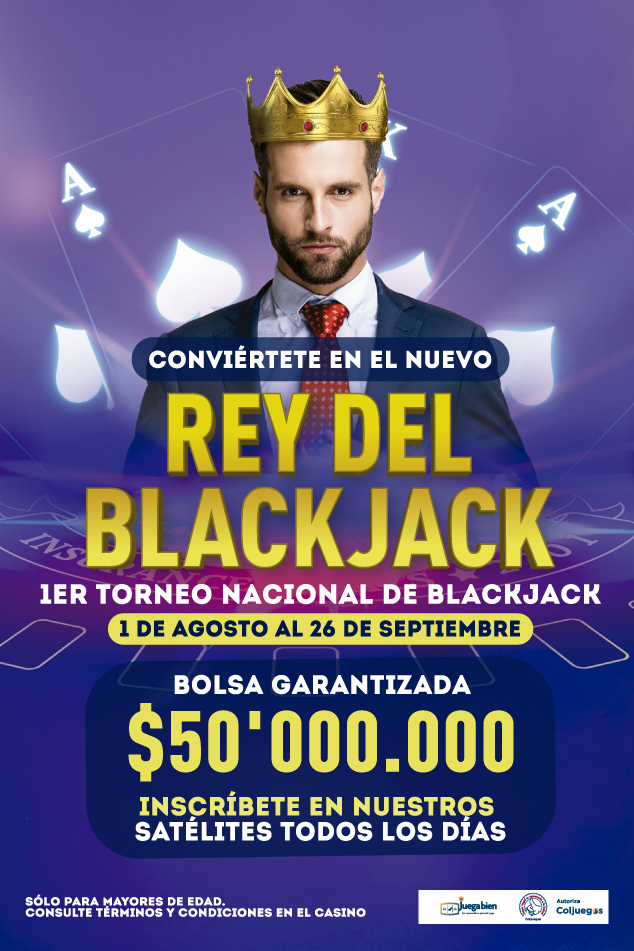 A
K
A
CONVIÉRTETE EN EL NUEVO
REY DEL
BLACKJACK
INSURANCE
1ER TORNEO NACIONAL DE BLACKJACK
1 DE AGOSTO AL 26 DE SEPTIEMBRE
BOLSA GARANTIZADA
$50'000.000
INSCRÍBETE EN NUESTROS
SATÉLITES TODOS LOS DÍAS
SÓLO PARA MAYORES DE EDAD.
CONSULTE TÉRMINOS Y CONDICIONES EN EL CASINO
Juegabien
Autoriza
Coljuegos